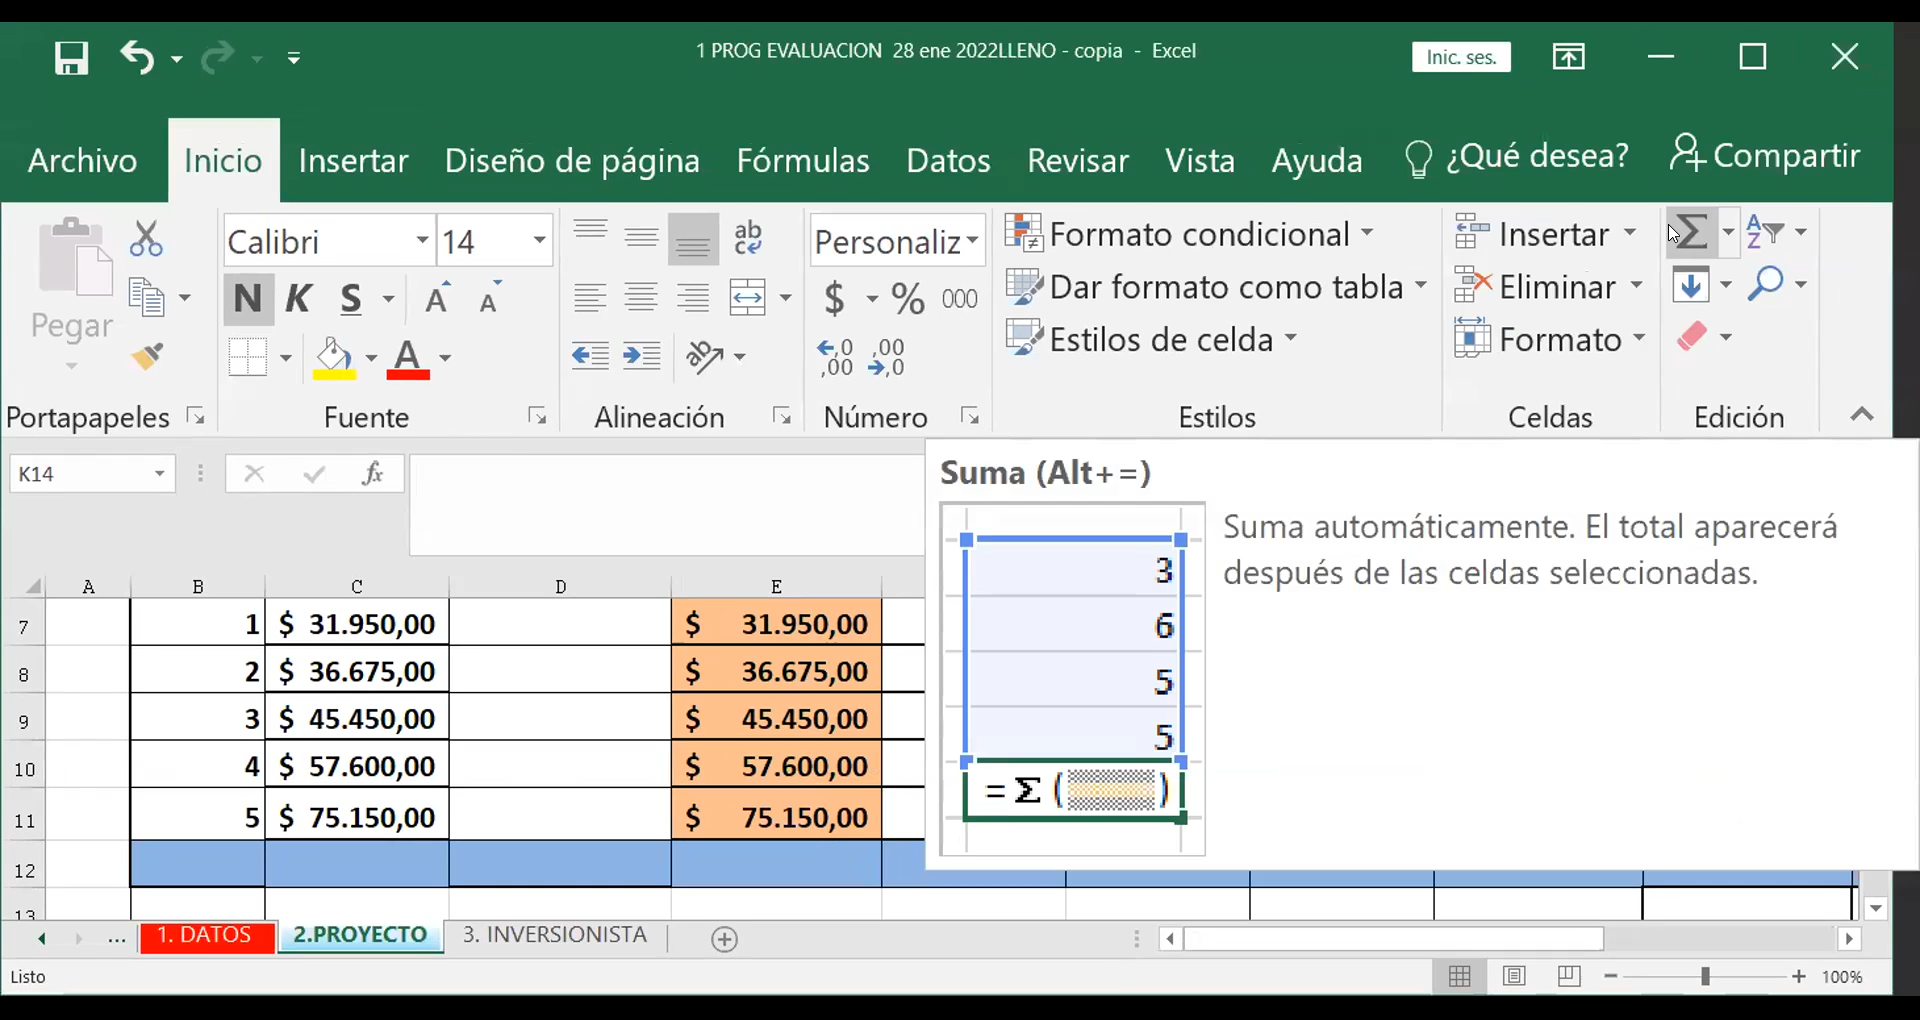 1 PROG EVALUACION 28 ene 2022LLENO - copia - Excel
Inic. ses.
Archivo Inicio Insertar Diseño de página Fórmulas Datos Revisar Vista Ayuda ¿Qué desea? Compartir
Pegar
Calibri 14
N K S A A
A
ab
c
Personaliz
$ % 000
,0 ,00
,00 ,0
Formato condicional
Dar formato como tabla
Estilos de celda
Insertar
Eliminar
Formato
Σ A
Z
Portapapeles Fuente Alineación Número Estilos Celdas Edición
K14 fx
Suma (Alt+=)
Suma automáticamente. El total aparecerá
después de las celdas seleccionadas.
3
6
5
5
= Σ ( )
A B C D E
7 1 $ 31.950,00 $ 31.950,00
8 2 $ 36.675,00 $ 36.675,00
9 3 $ 45.450,00 $ 45.450,00
10 4 $ 57.600,00 $ 57.600,00
11 5 $ 75.150,00 $ 75.150,00
12
13
... 1. DATOS 2.PROYECTO 3. INVERSIONISTA
Listo 100%